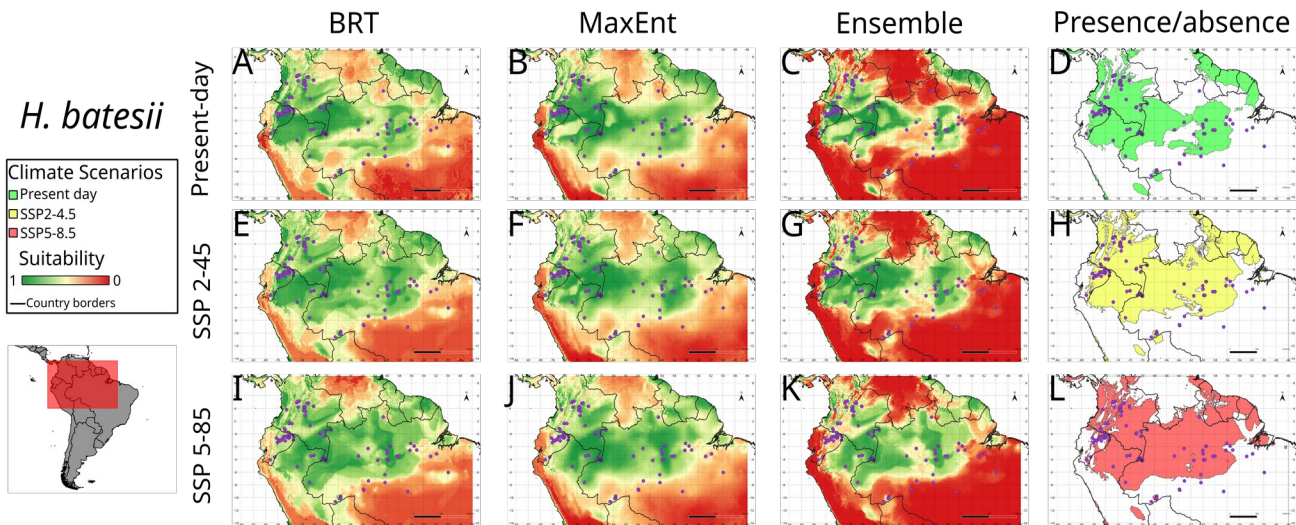 BRT
MaxEnt
Ensemble
Presence/absence
H. batesii
Present-day
A
B
C
D
Climate Scenarios
Present day
SSP2-4.5
SSP5-8.5
Suitability
1
0
Country borders
SSP 2-45
E
F
G
H
SSP 5-85
I
J
K
L